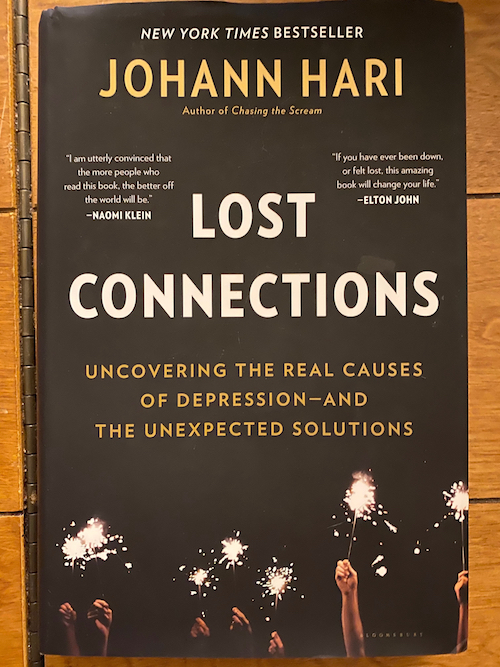 NEW YORK TIMES BESTSELLER
JOHANN HARI
Author of Chasing the Scream
"I am utterly convinced that
the more people who
read this book, the better off
the world will be."
—NAOMI KLEIN
"If you have ever been down,
or felt lost, this amazing
book will change your life."
—ELTON JOHN
LOST
CONNECTIONS
UNCOVERING THE REAL CAUSES
OF DEPRESSION—AND
THE UNEXPECTED SOLUTIONS
BLOOMSBURY